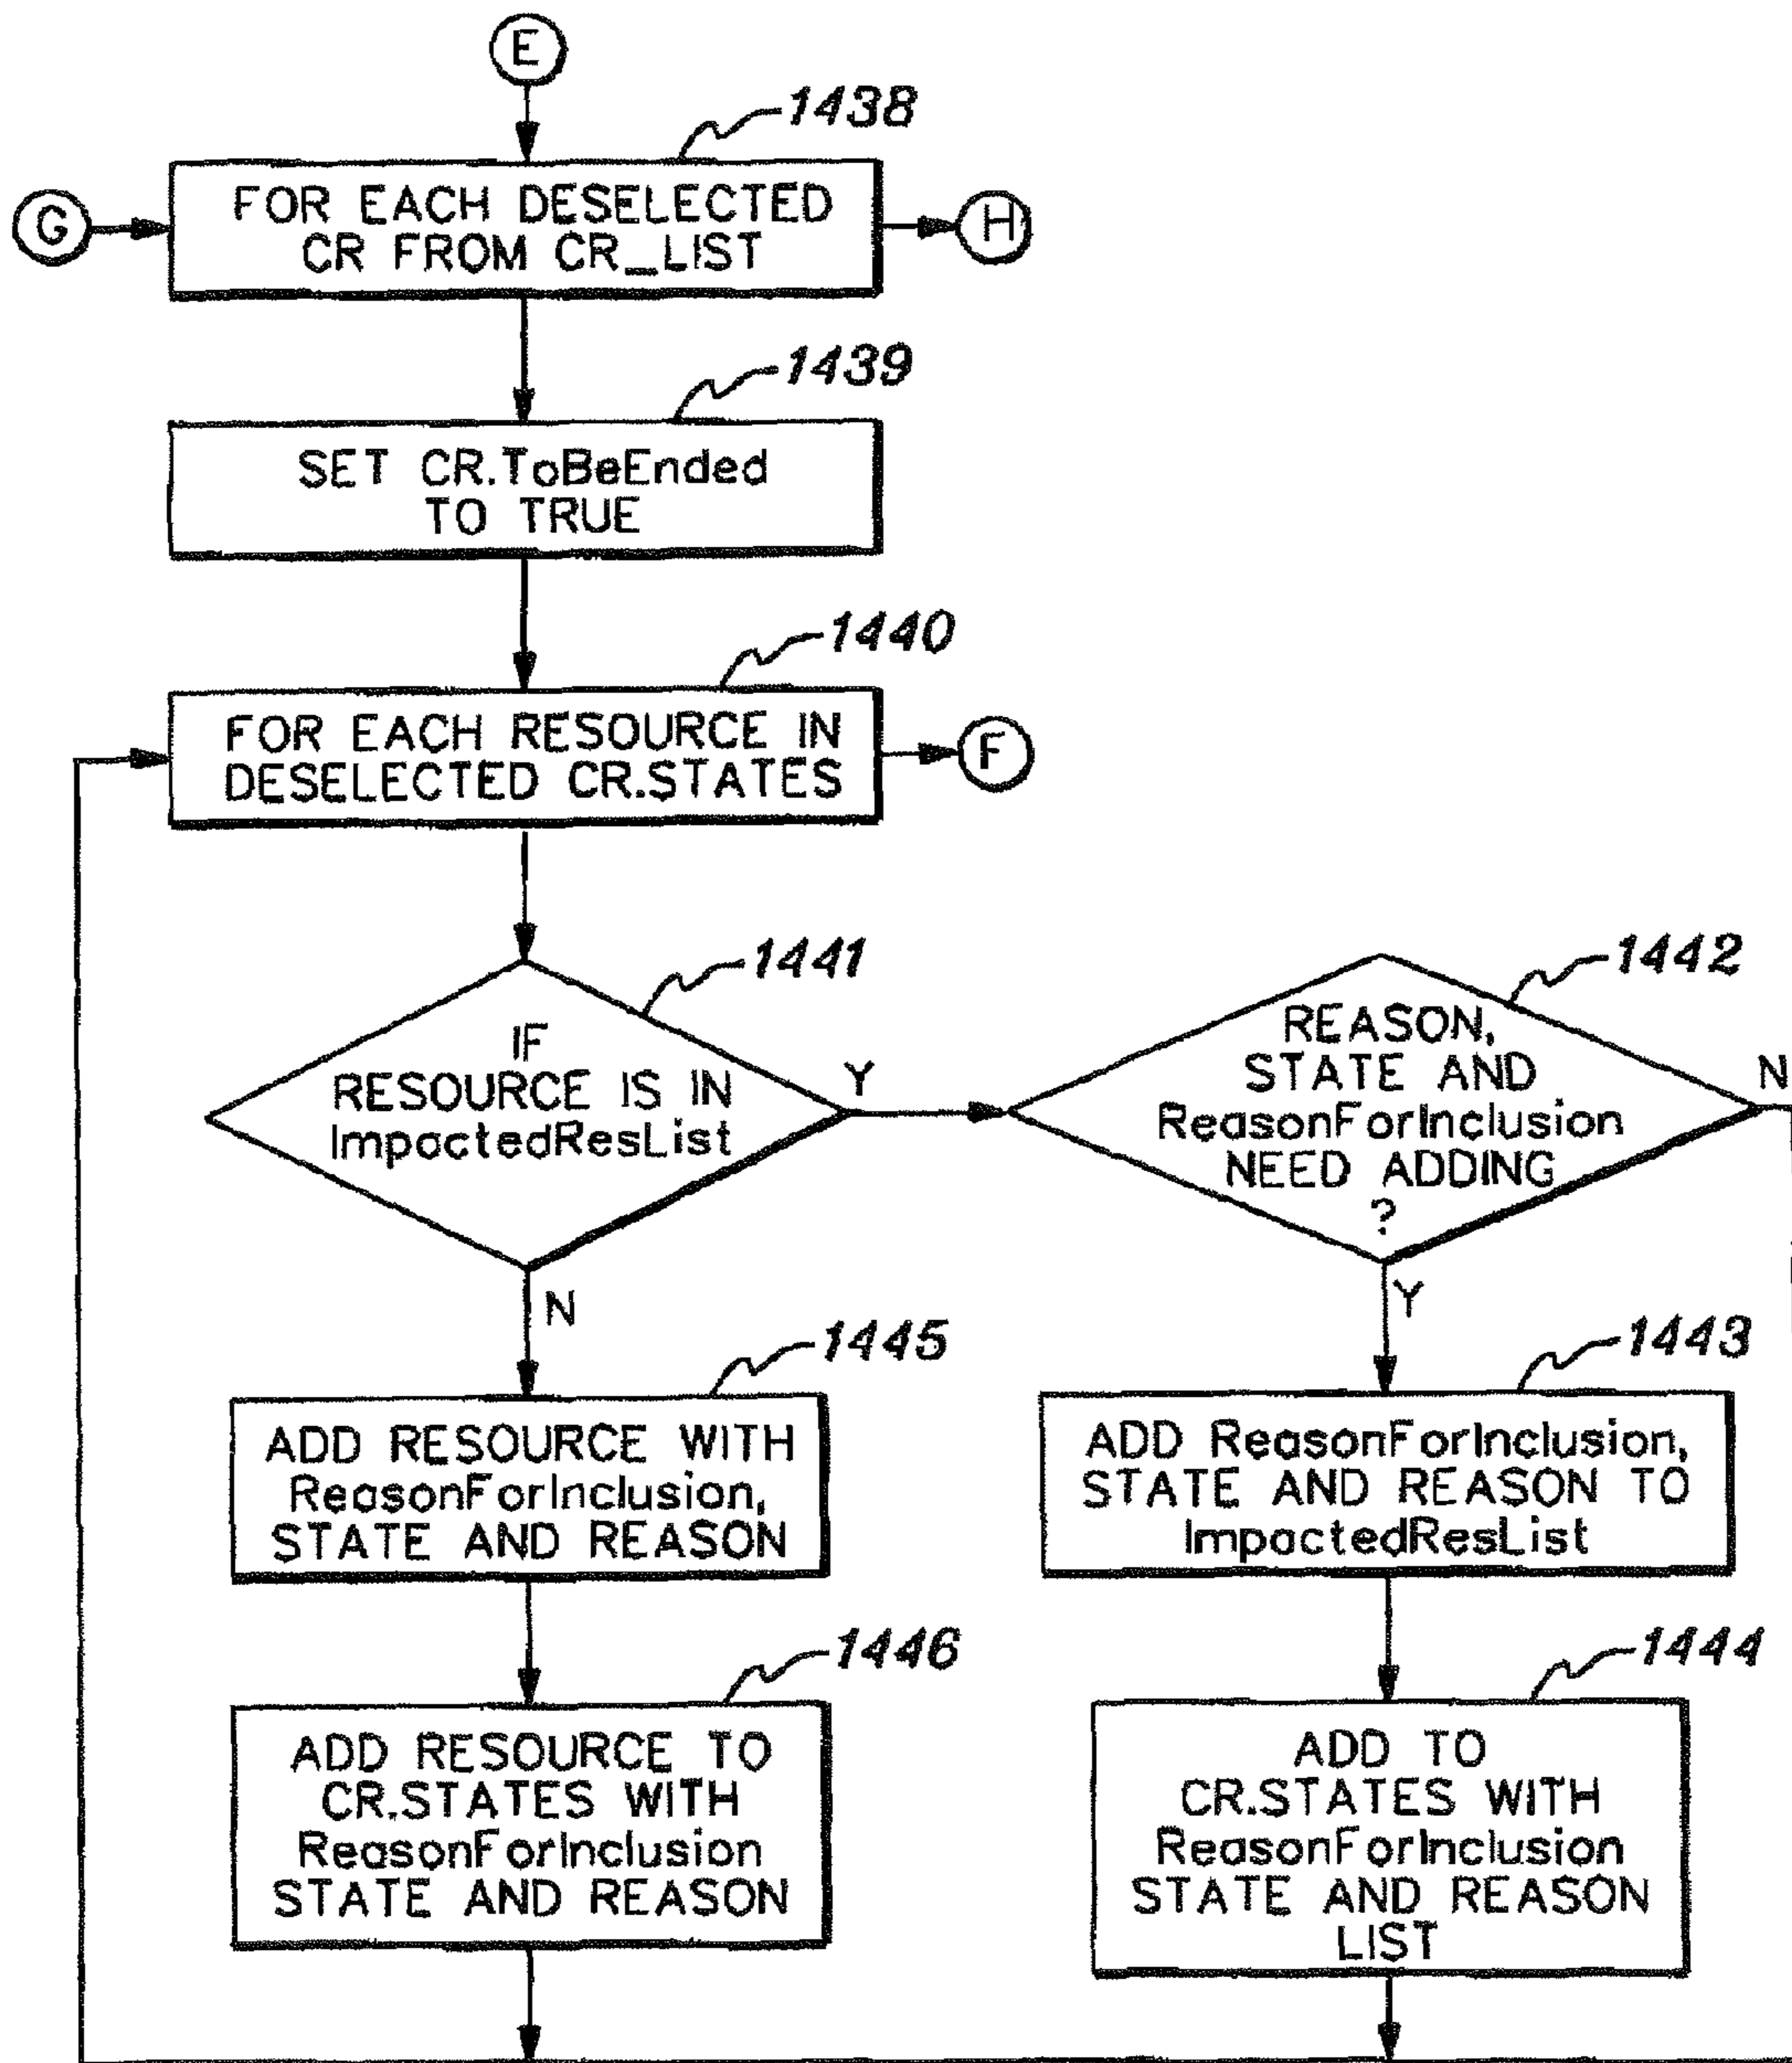 E
1438
G
FOR EACH DESELECTED
CR FROM CR_LIST
H
1439
SET CR.ToBeEnded
TO TRUE
1440
FOR EACH RESOURCE IN
DESELECTED CR.STATES
F
1441
IF
RESOURCE IS IN
ImpactedResList
Y
1442
REASON,
STATE AND
ReasonForInclusion
NEED ADDING
?
N
N
Y
1445
ADD RESOURCE WITH
ReasonForInclusion,
STATE AND REASON
1443
ADD ReasonForInclusion,
STATE AND REASON TO
ImpactedResList
1446
ADD RESOURCE TO
CR.STATES WITH
ReasonForInclusion
STATE AND REASON
1444
ADD TO
CR.STATES WITH
ReasonForInclusion
STATE AND REASON
LIST